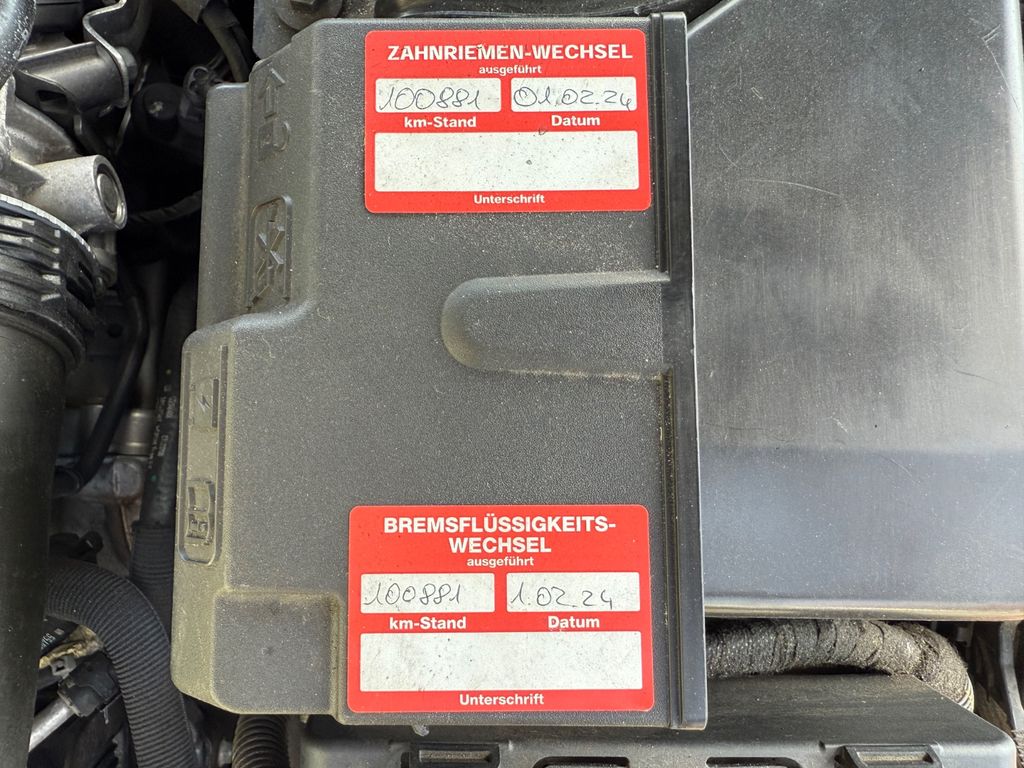 ZAHNRIEMEN-WECHSEL
ausgeführt
100881 01.02.24
km-Stand Datum
Unterschrift
BREMSFLÜSSIGKEITS-
WECHSEL
ausgeführt
100881 1.02.24
km-Stand Datum
Unterschrift